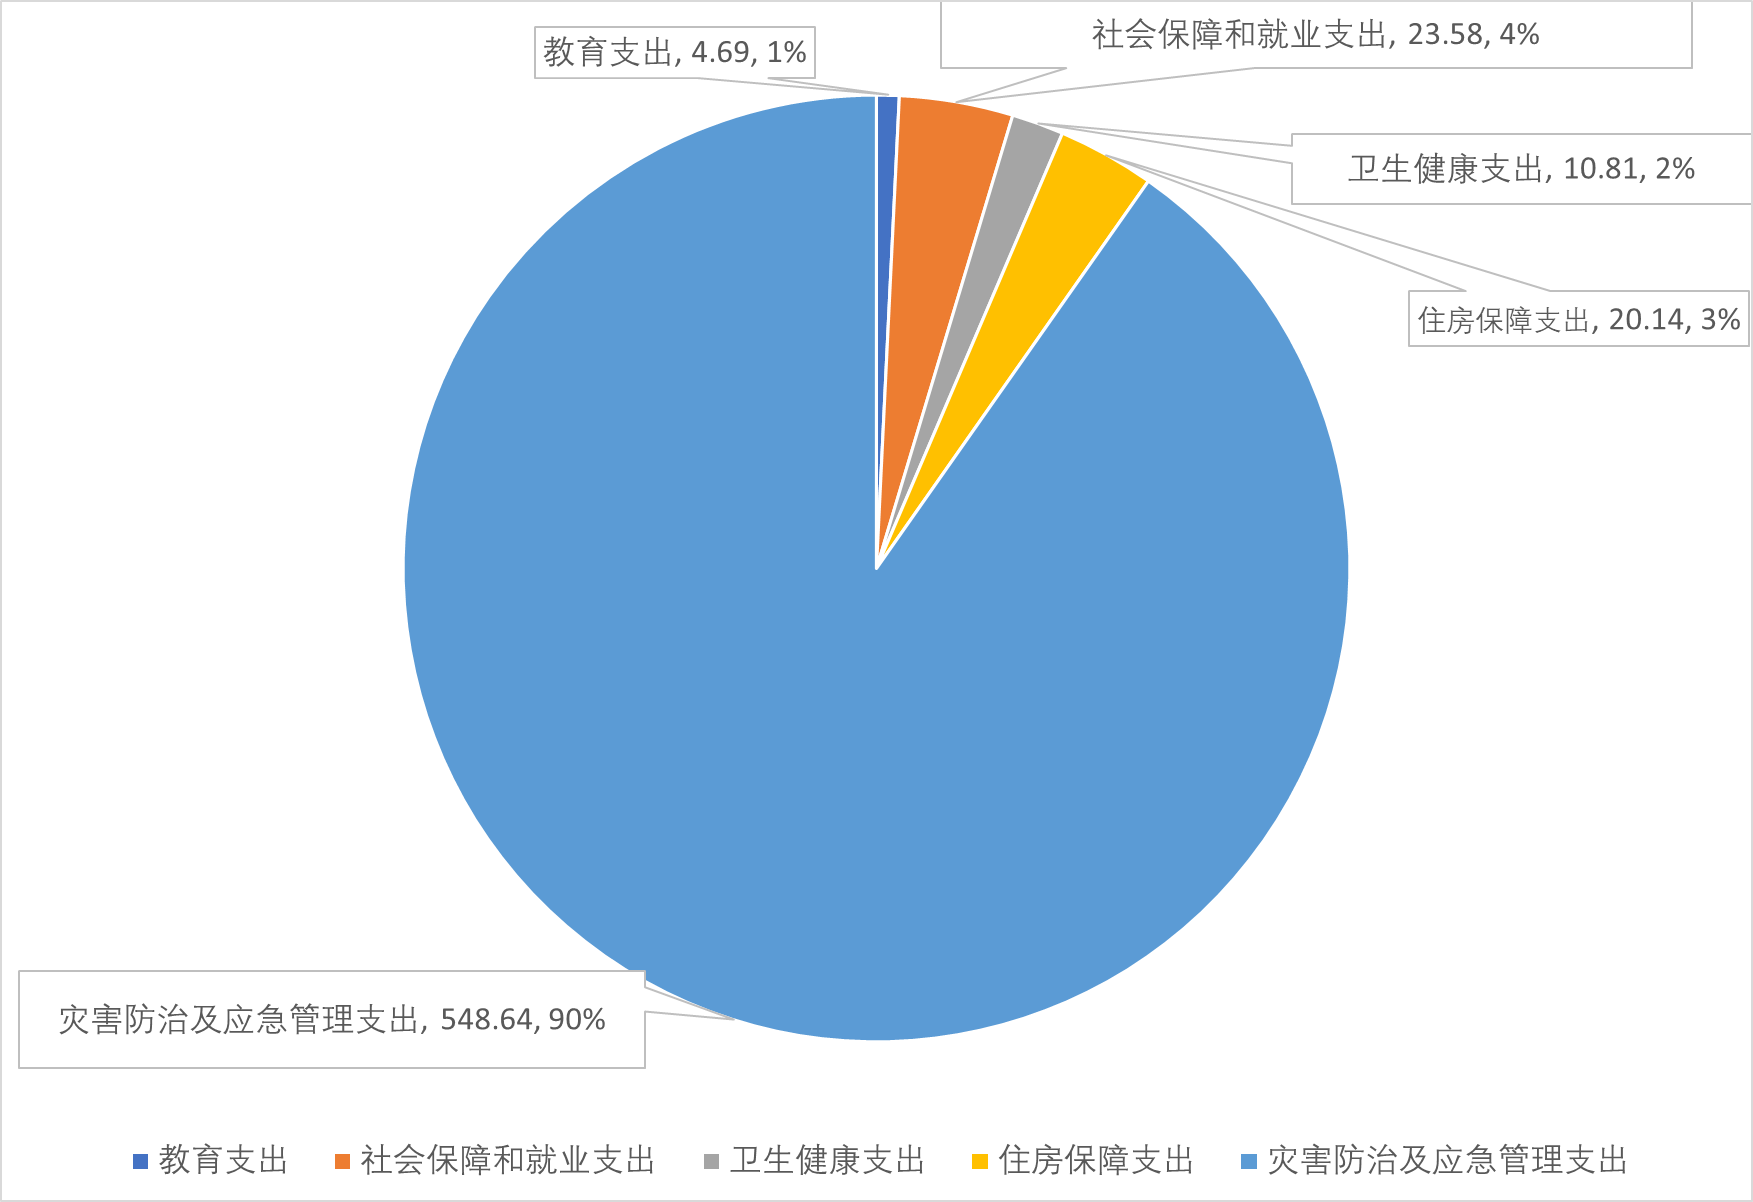 教育支出, 4.69, 1%
社会保障和就业支出, 23.58, 4%
卫生健康支出, 10.81, 2%
住房保障支出, 20.14, 3%
灾害防治及应急管理支出, 548.64, 90%
教育支出 社会保障和就业支出 卫生健康支出 住房保障支出 灾害防治及应急管理支出